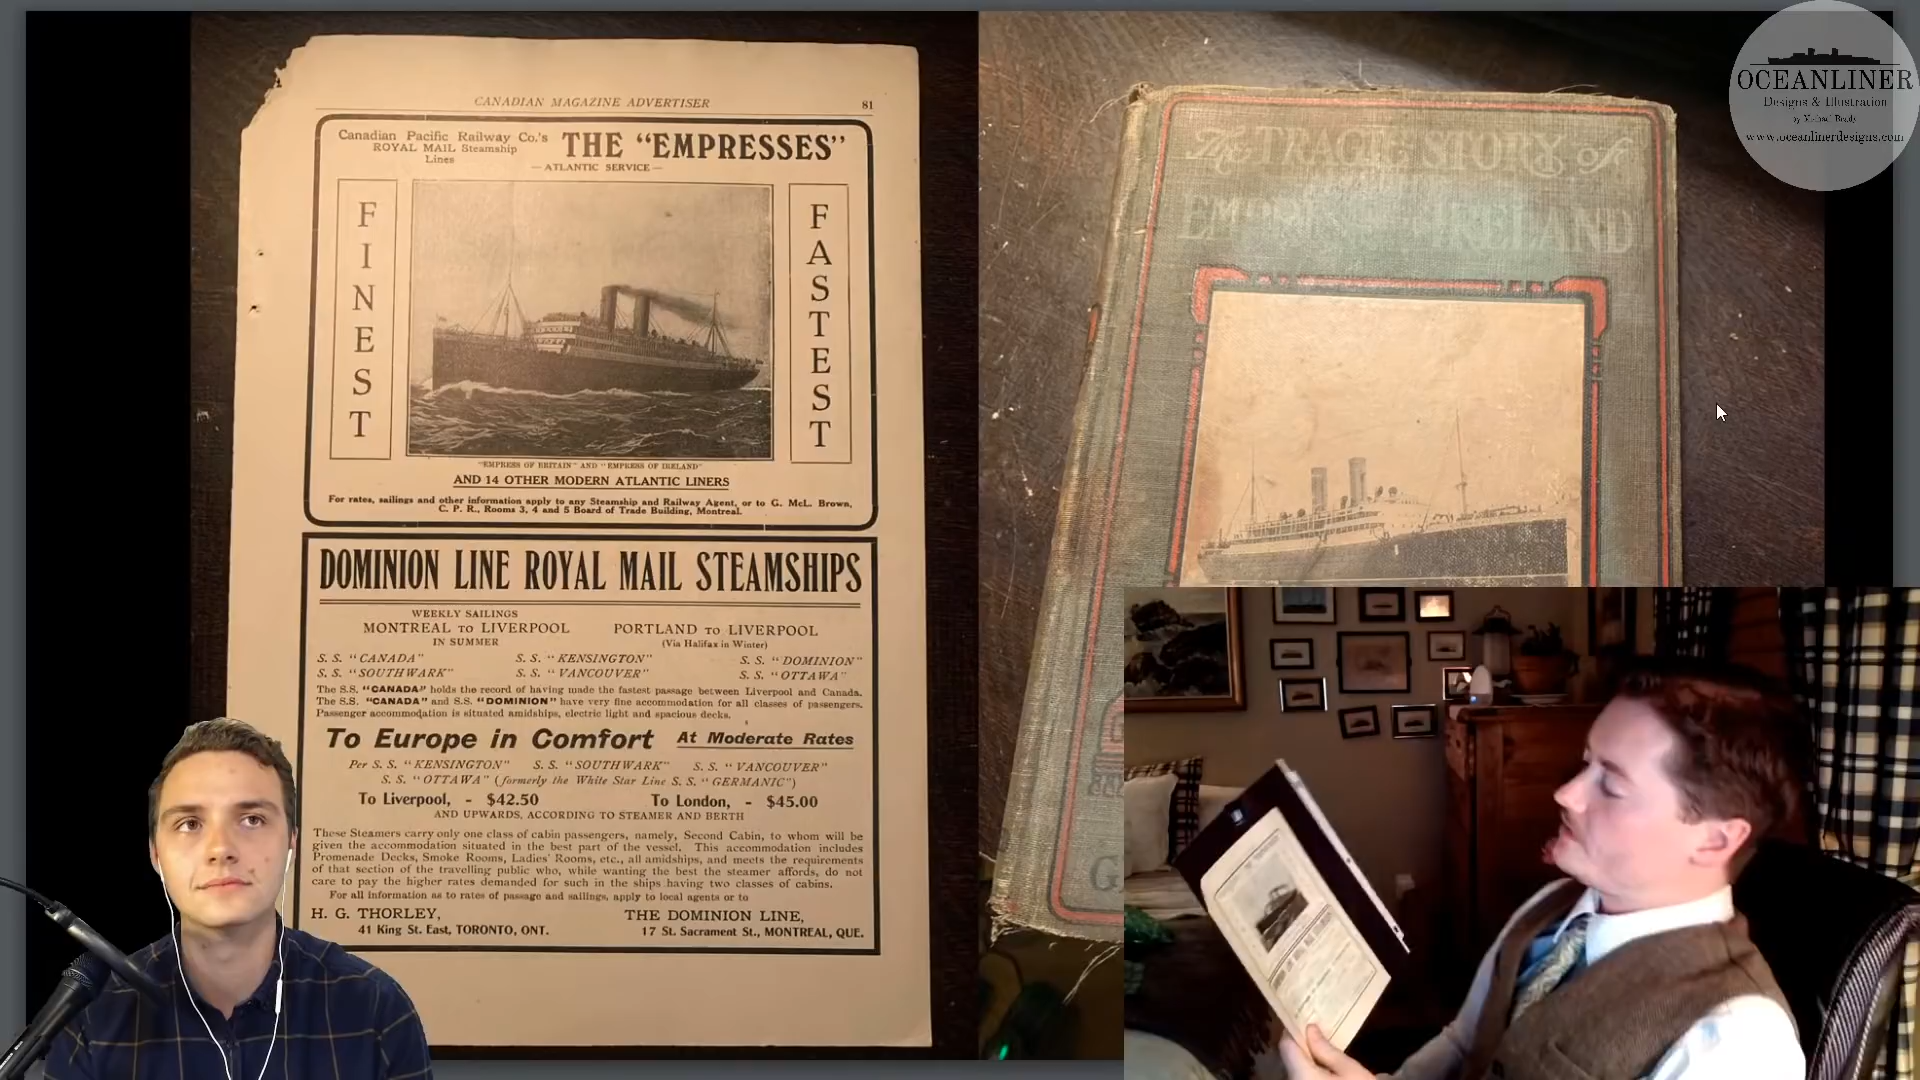 CANADIAN MAGAZINE ADVERTISER 81
Canadian Pacific Railway Co.'s
ROYAL MAIL Steamship
Lines
THE "EMPRESSES"
— ATLANTIC SERVICE —
FINEST
FASTEST
"EMPRESS OF BRITAIN" AND "EMPRESS OF IRELAND"
AND 14 OTHER MODERN ATLANTIC LINERS
For rates, sailings and other information apply to any Steamship and Railway Agent, or to G. McL. Brown,
C. P. R., Rooms 3, 4 and 5 Board of Trade Building, Montreal.
DOMINION LINE ROYAL MAIL STEAMSHIPS
WEEKLY SAILINGS
MONTREAL TO LIVERPOOL
IN SUMMER
PORTLAND TO LIVERPOOL
(Via Halifax in Winter)
S. S. "CANADA" S. S. "KENSINGTON" S. S. "DOMINION"
S. S. "SOUTHWARK" S. S. "VANCOUVER" S. S. "OTTAWA"
The S.S. "CANADA" holds the record of having made the fastest passage between Liverpool and Canada.
The S.S. "CANADA" and S.S. "DOMINION" have very fine accommodation for all classes of passengers.
Passenger accommodation is situated amidships, electric light and spacious decks.
To Europe in Comfort At Moderate Rates
Per S. S. "KENSINGTON" S. S. "SOUTHWARK" S. S. "VANCOUVER"
S. S. "OTTAWA" (formerly the White Star Line S. S. "GERMANIC")
To Liverpool, - $42.50 To London, - $45.00
AND UPWARDS, ACCORDING TO STEAMER AND BERTH
These Steamers carry only one class of cabin passengers, namely, Second Cabin, to whom will be
given the accommodation situated in the best part of the vessel. This accommodation includes
Promenade Decks, Smoke Rooms, Ladies' Rooms, etc., all amidships, and meets the requirements
of that section of the travelling public who, while wanting the best the steamer affords, do not
care to pay the higher rates demanded for such in the ships having two classes of cabins.
For all information as to rates of passage and sailings, apply to local agents or to
H. G. THORLEY,
41 King St. East, TORONTO, ONT.
THE DOMINION LINE,
17 St. Sacrament St., MONTREAL, QUE.
The TRAGIC STORY of
EMPRESS of IRELAND
OCEANLINER
Designs & Illustration
by Michael Brady
www.oceanlinerdesigns.com